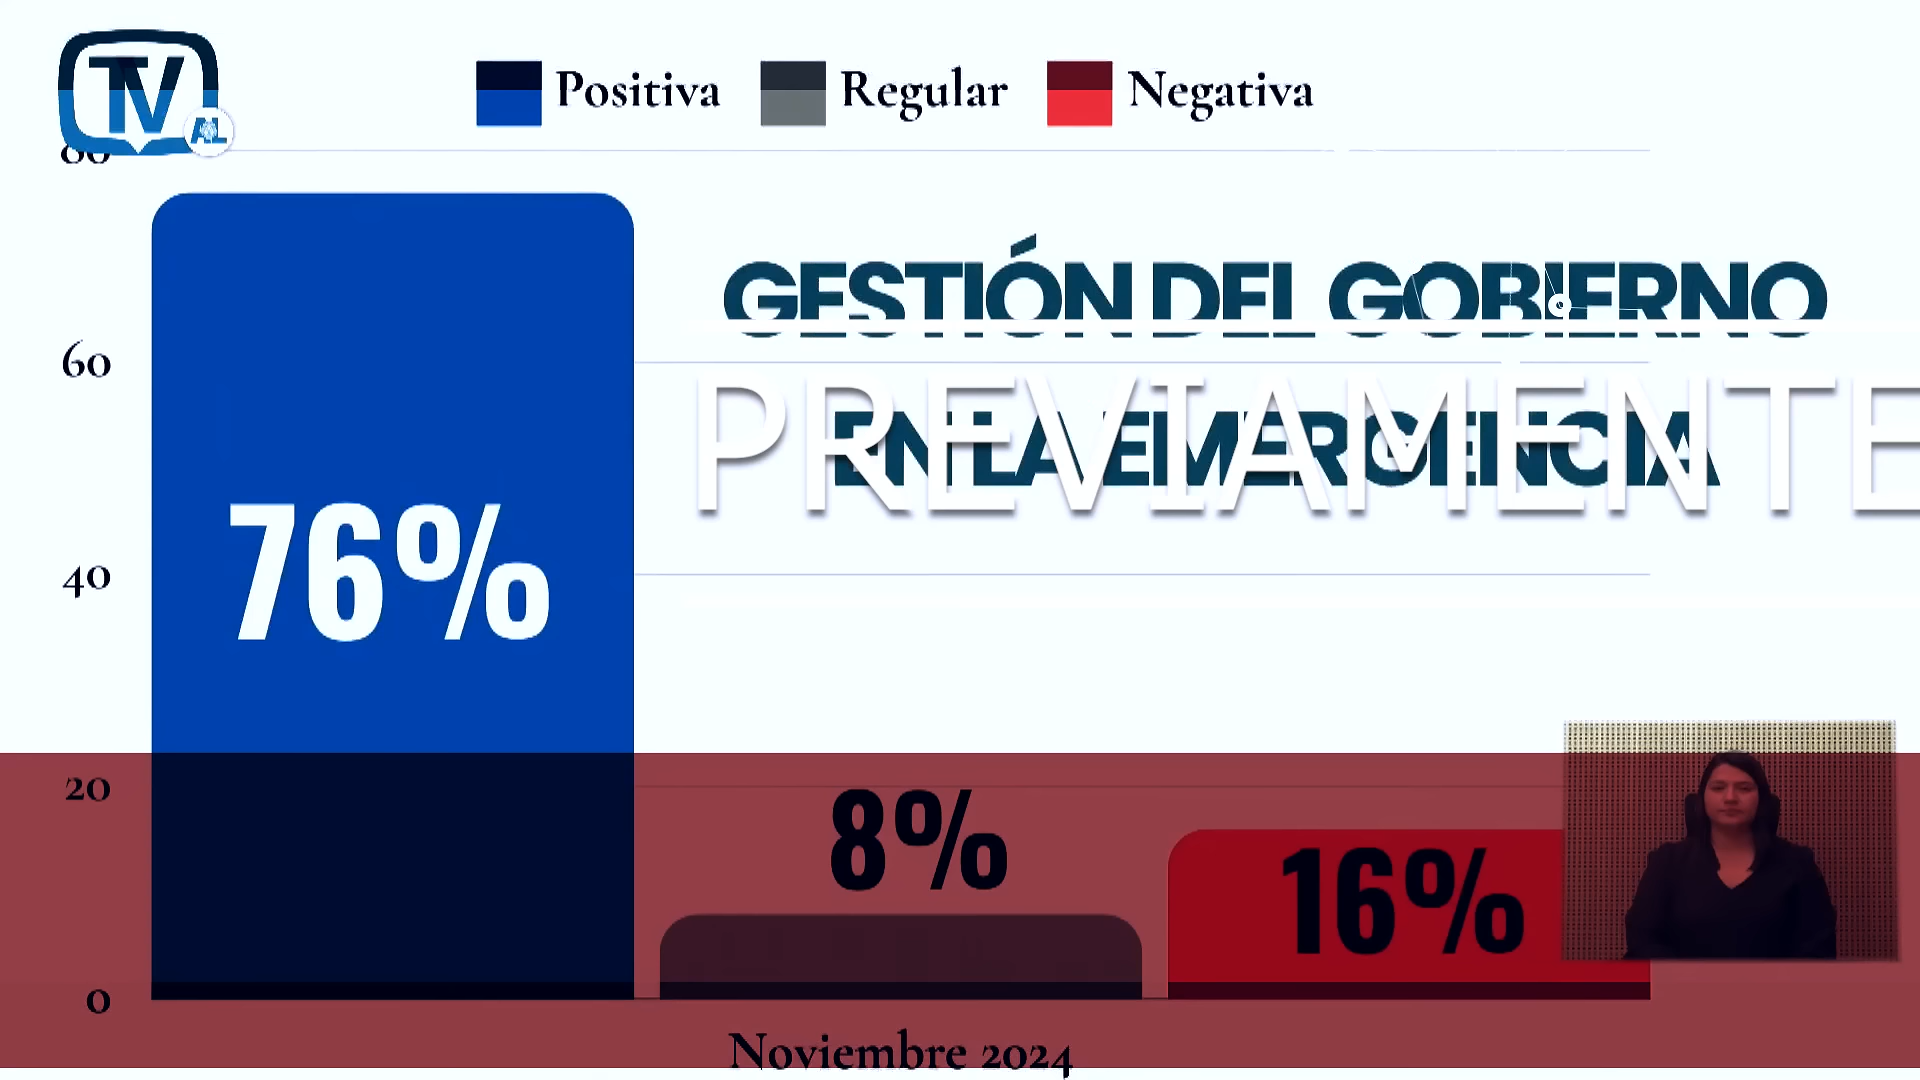 TV
AL
Positiva
Regular
Negativa
80
GESTIÓN DEL GOBIERNO
60
PREVIAMENTE
EN LA EMERGENCIA
76%
40
20
8%
16%
0
Noviembre 2024